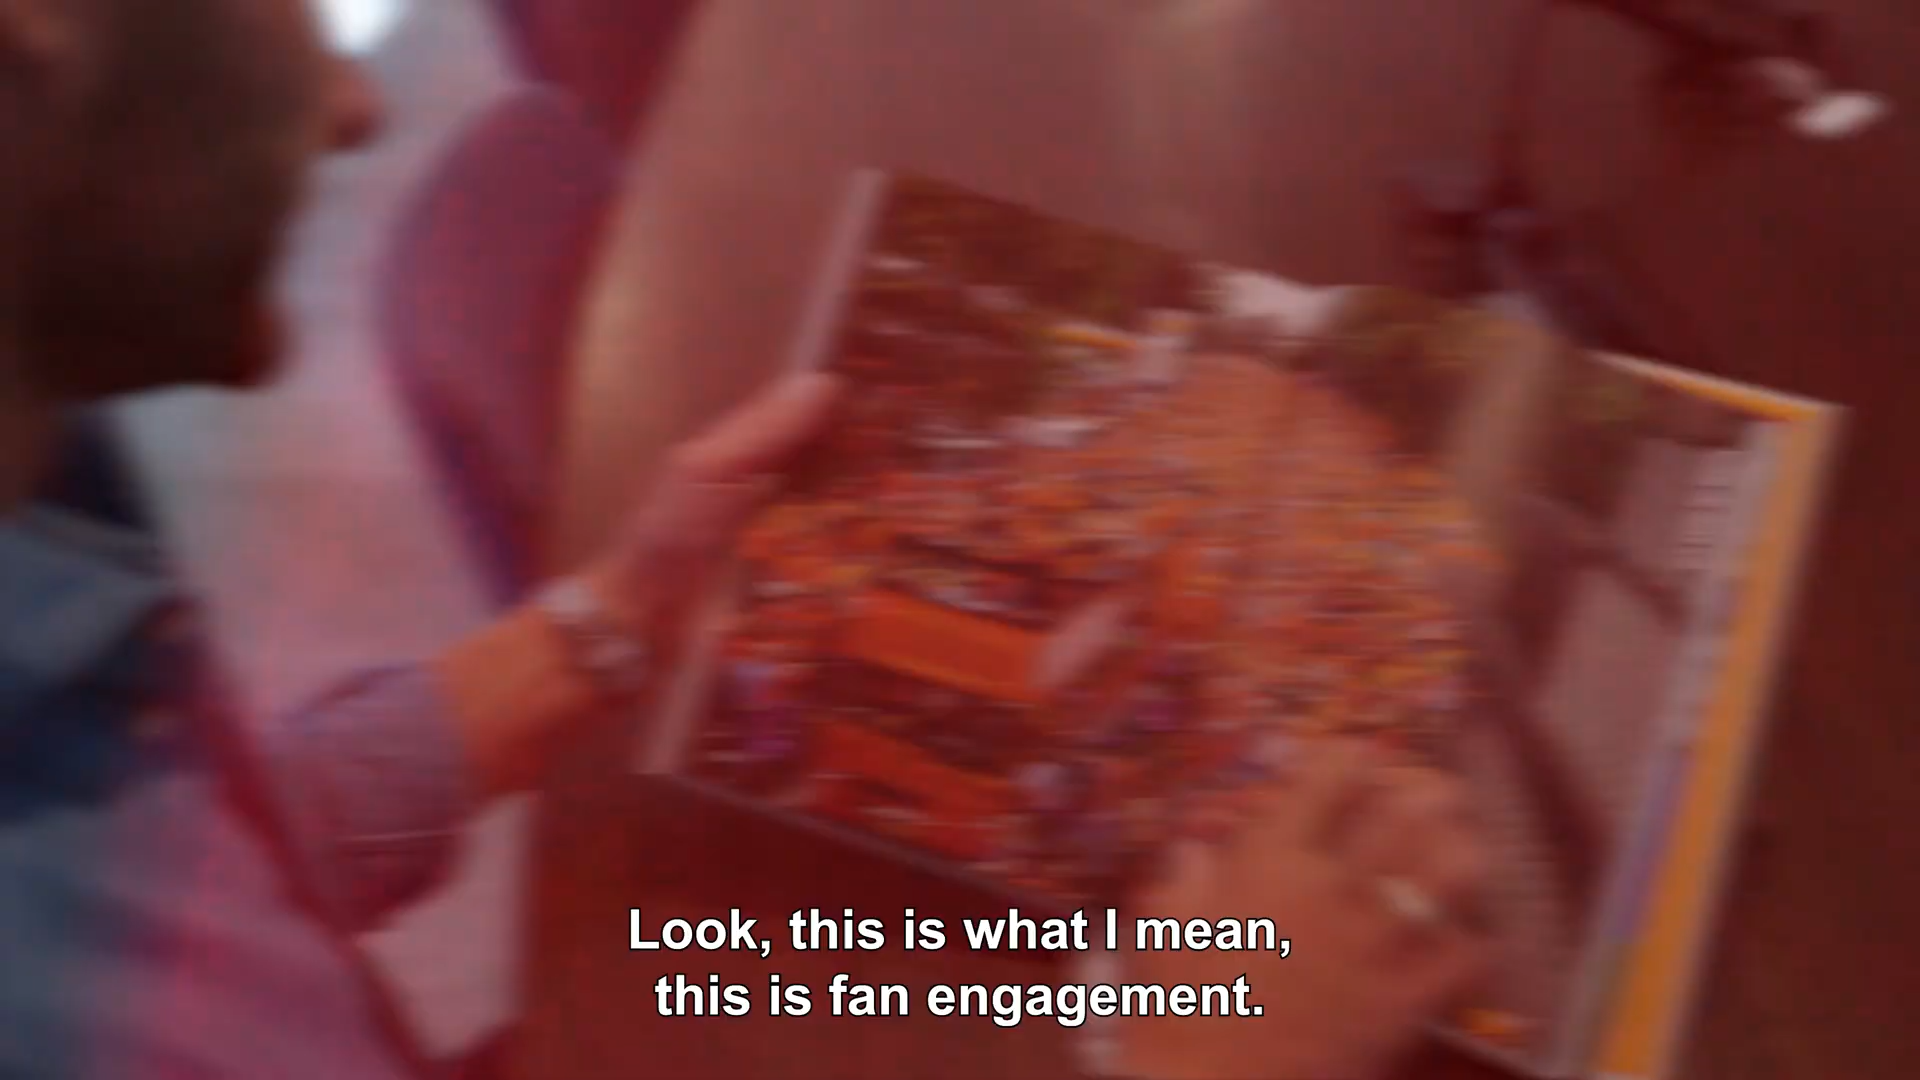 Look, this is what I mean,
this is fan engagement.